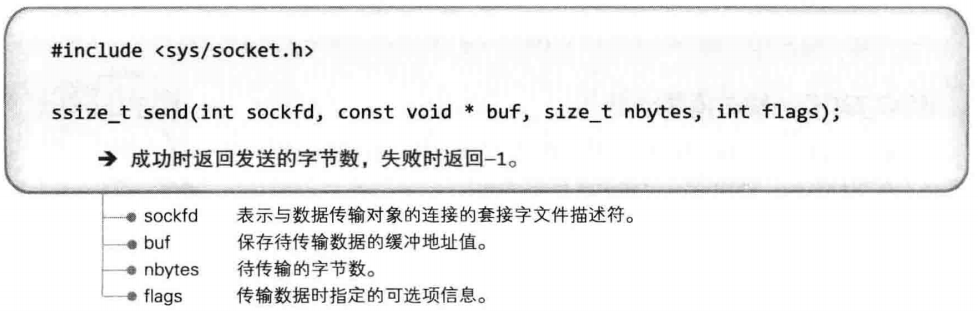 #include <sys/socket.h>
ssize_t send(int sockfd, const void * buf, size_t nbytes, int flags);
➔ 成功时返回发送的字节数，失败时返回–1。
sockfd 表示与数据传输对象的连接的套接字文件描述符。
buf 保存待传输数据的缓冲地址值。
nbytes 待传输的字节数。
flags 传输数据时指定的可选项信息。